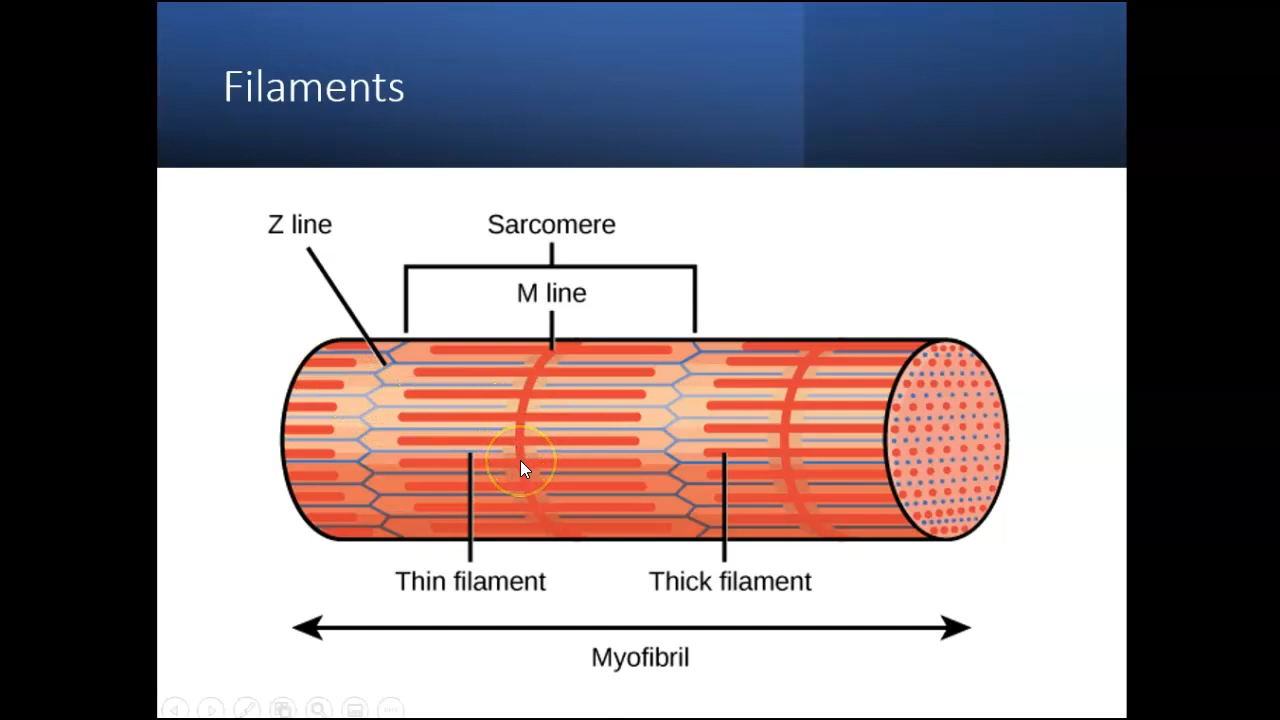 Filaments
Z line
Sarcomere
M line
Thin filament
Thick filament
Myofibril